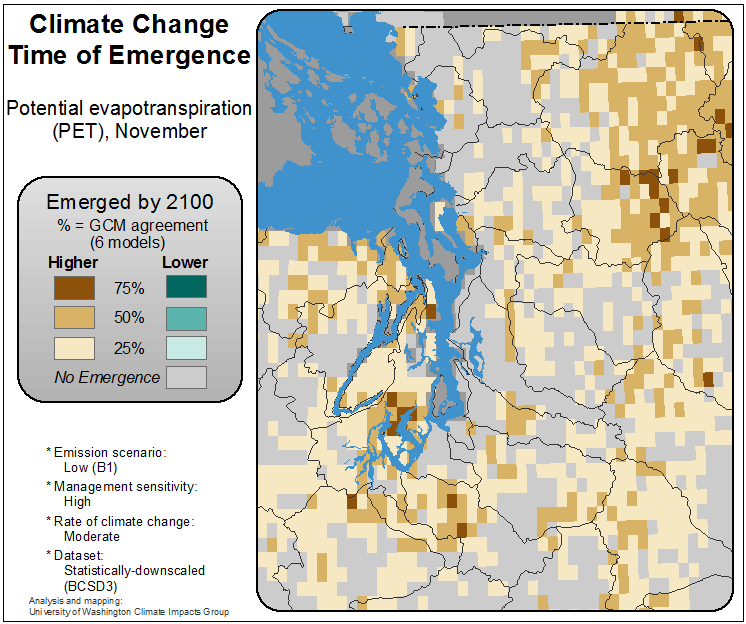 Climate Change
Time of Emergence
Potential evapotranspiration
(PET), November
Emerged by 2100
% = GCM agreement
(6 models)
Higher Lower
75%
50%
25%
No Emergence
* Emission scenario:
Low (B1)
* Management sensitivity:
High
* Rate of climate change:
Moderate
* Dataset:
Statistically-downscaled
(BCSD3)
Analysis and mapping:
University of Washington Climate Impacts Group